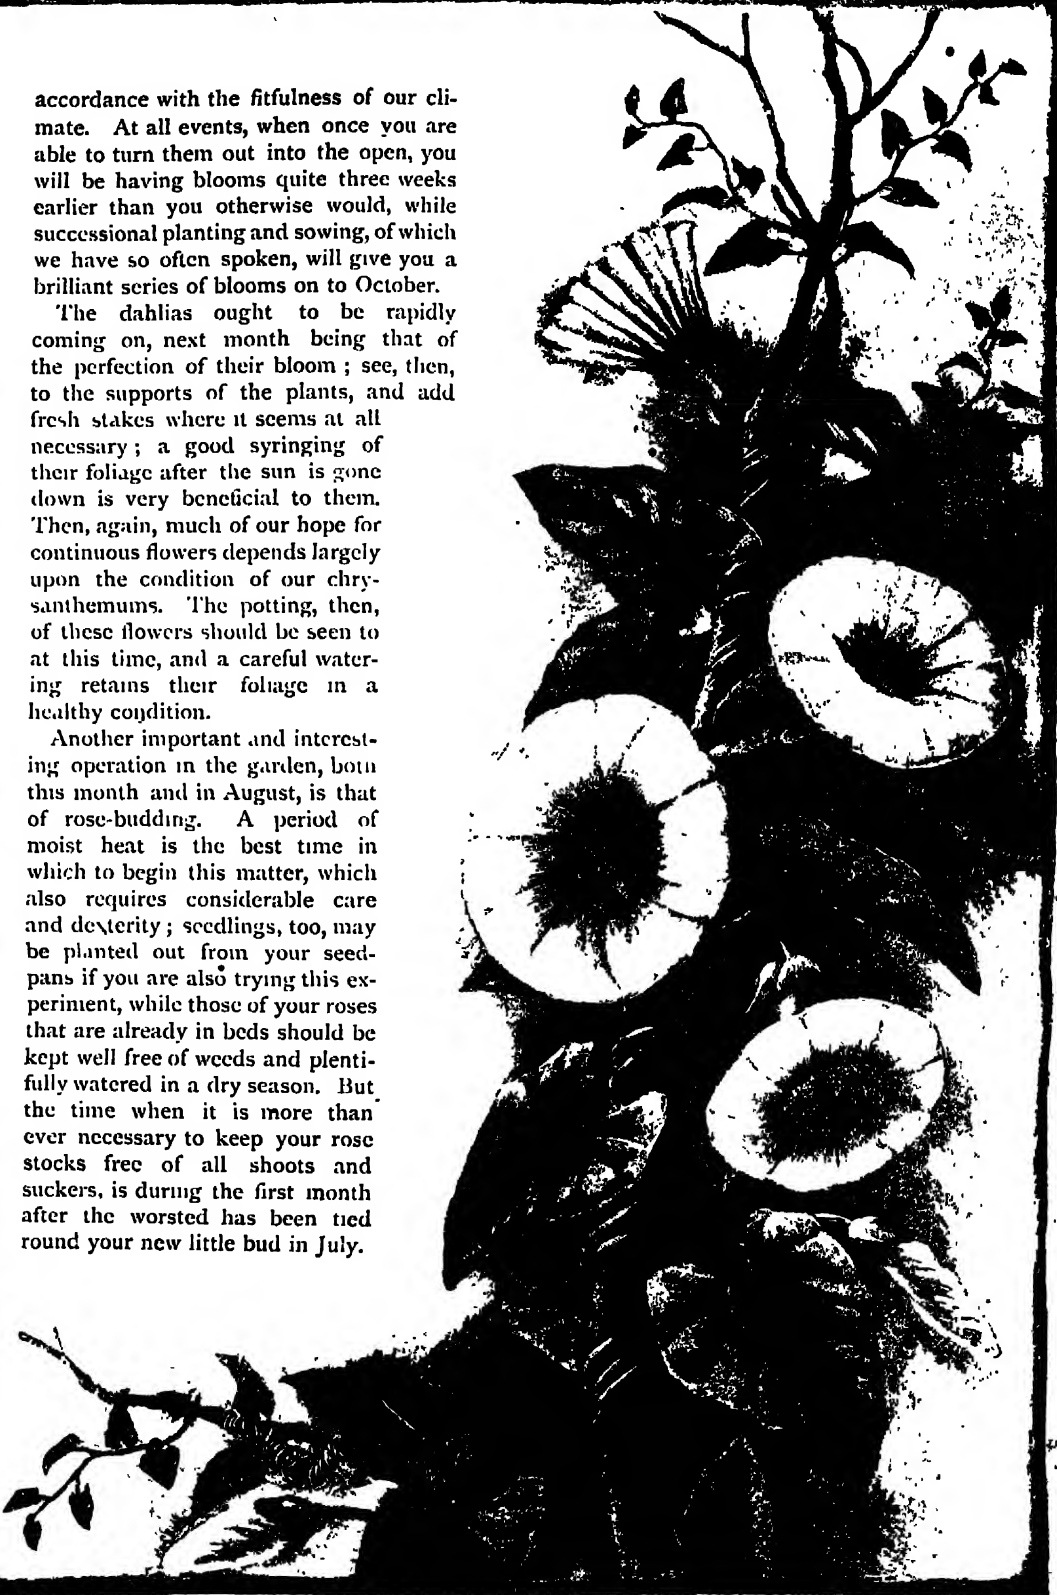 accordance with the fitfulness of our cli-
mate. At all events, when once you are
able to turn them out into the open, you
will be having blooms quite three weeks
earlier than you otherwise would, while
successional planting and sowing, of which
we have so often spoken, will give you a
brilliant series of blooms on to October.
The dahlias ought to be rapidly
coming on, next month being that of
the perfection of their bloom ; see, then,
to the supports of the plants, and add
fresh stakes where it seems at all
necessary ; a good syringing of
their foliage after the sun is gone
down is very beneficial to them.
Then, again, much of our hope for
continuous flowers depends largely
upon the condition of our chry-
santhemums. The potting, then,
of these flowers should be seen to
at this time, and a careful water-
ing retains their foliage in a
healthy condition.
Another important and interest-
ing operation in the garden, both
this month and in August, is that
of rose-budding. A period of
moist heat is the best time in
which to begin this matter, which
also requires considerable care
and dexterity ; seedlings, too, may
be planted out from your seed-
pans if you are also trying this ex-
periment, while those of your roses
that are already in beds should be
kept well free of weeds and plenti-
fully watered in a dry season. But
the time when it is more than
ever necessary to keep your rose
stocks free of all shoots and
suckers, is during the first month
after the worsted has been tied
round your new little bud in July.